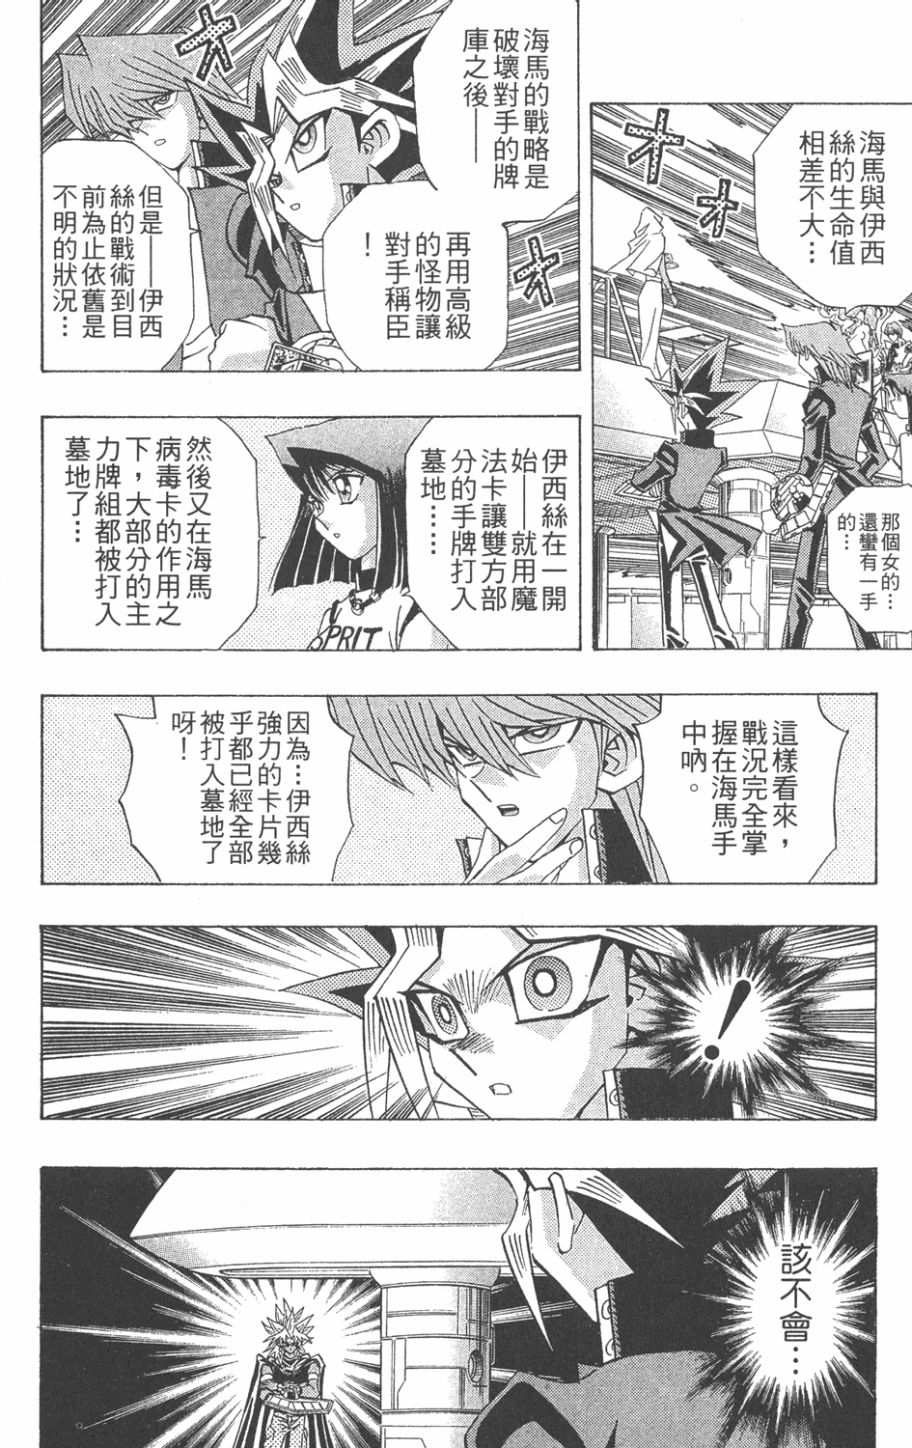 海馬與伊西
絲的生命值
相差不大…
那個女的…
還蠻有一手
的…
海馬的戰略是
破壞對手的牌
庫之後——
再用高級
的怪物讓
對手稱臣
！
但是——伊西
絲的戰術到目
前為止依舊是
不明的狀況…
オ
オ
オ
オ
オ
伊西絲在一開
始——就用魔
法卡讓雙方部
分的手牌打入
墓地……
然後又在海馬
病毒卡的作用之
下，大部分的主
力牌組都被打入
墓地了…
SPRIT
這樣看來，
戰況完全掌
握在海馬手
中吶。
因為…伊西絲
強力的卡片幾
乎都已經全部
被打入墓地了
呀！
！
該不會…